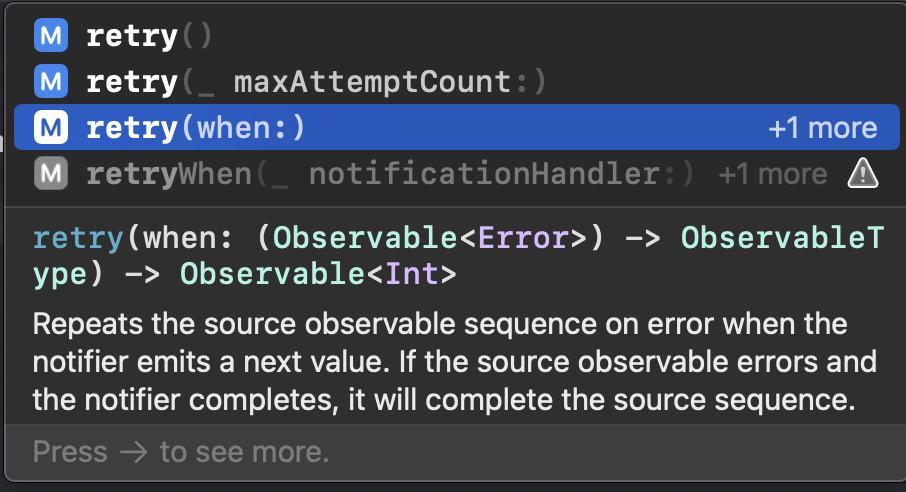 M retry()
M retry(_ maxAttemptCount:)
M retry(when:) +1 more
M retryWhen(_ notificationHandler:) +1 more
retry(when: (Observable<Error>) -> ObservableT
ype) -> Observable<Int>
Repeats the source observable sequence on error when the
notifier emits a next value. If the source observable errors and
the notifier completes, it will complete the source sequence.
Press → to see more.